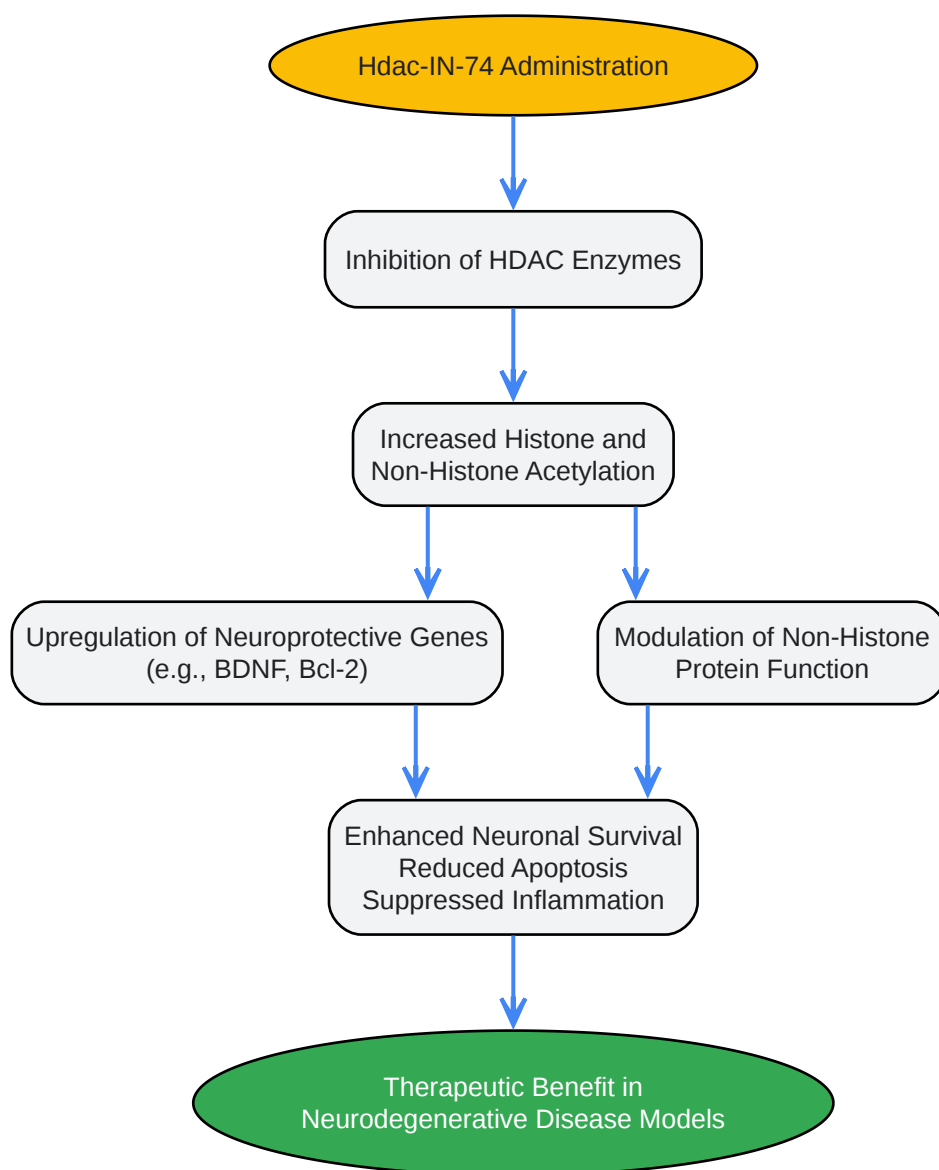 Hdac-IN-74 Administration
Inhibition of HDAC Enzymes
Increased Histone and
Non-Histone Acetylation
Upregulation of Neuroprotective Genes
(e.g., BDNF, Bcl-2)
Modulation of Non-Histone
Protein Function
Enhanced Neuronal Survival
Reduced Apoptosis
Suppressed Inflammation
Therapeutic Benefit in
Neurodegenerative Disease Models